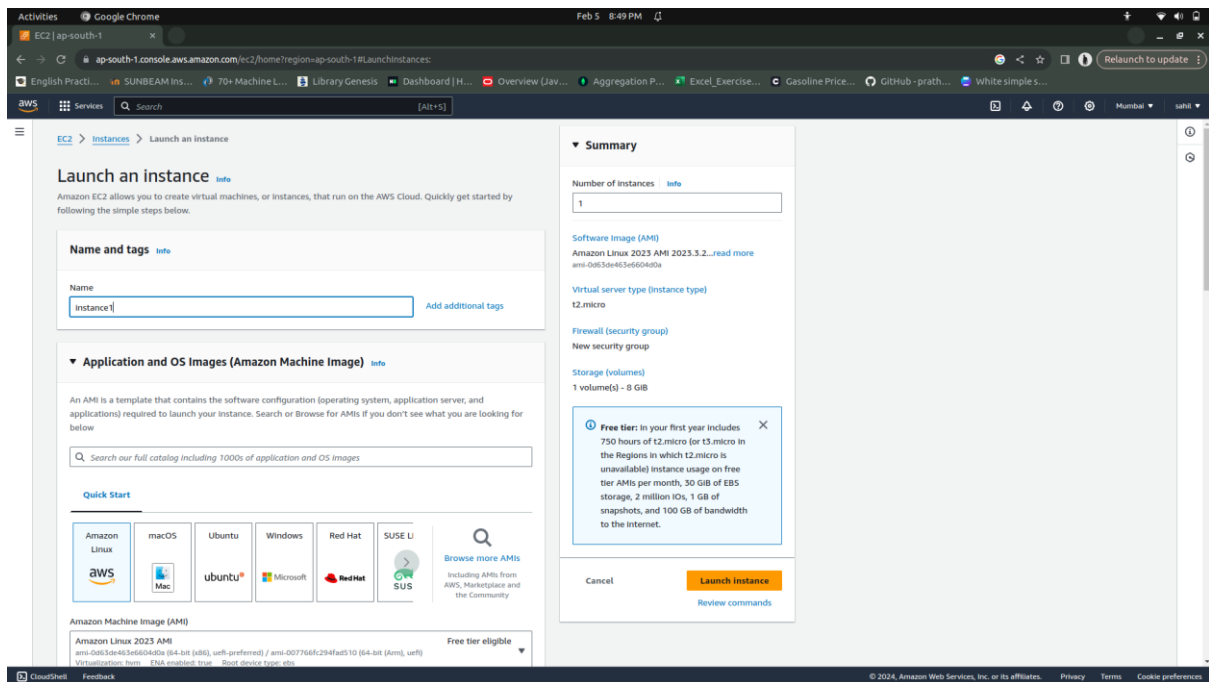 Activities Google Chrome Feb 5 8:49 PM
EC2 | ap-south-1 ×
ap-south-1.console.aws.amazon.com/ec2/home?region=ap-south-1#LaunchInstances: Relaunch to update
English Practi... SUNBEAM Ins... 70+ Machine L... Library Genesis Dashboard | H... Overview (Jav... Aggregation P... Excel_Exercise... Gasoline Price... GitHub - prath... White simple s...
aws Services Search [Alt+S] Mumbai ▼ sahil ▼
EC2 > Instances > Launch an instance
Launch an instance Info
Amazon EC2 allows you to create virtual machines, or instances, that run on the AWS Cloud. Quickly get started by
following the simple steps below.
Name and tags Info
Name
Instance1 Add additional tags
▼ Application and OS Images (Amazon Machine Image) Info
An AMI is a template that contains the software configuration (operating system, application server, and
applications) required to launch your instance. Search or Browse for AMIs if you don't see what you are looking for
below
Search our full catalog including 1000s of application and OS images
Quick Start
Amazon
Linux
aws
macOS
Mac
Ubuntu
ubuntu®
Windows
Microsoft
Red Hat
Red Hat
SUSE Li
SUS
Browse more AMIs
Including AMIs from
AWS, Marketplace and
the Community
Amazon Machine Image (AMI)
Amazon Linux 2023 AMI Free tier eligible
ami-0d63de463e6604d0a (64-bit (x86), uefi-preferred) / ami-007766fc294fad510 (64-bit (Arm), uefi)
Virtualization: hvm ENA enabled: true Root device type: ebs
▼ Summary
Number of instances Info
1
Software Image (AMI)
Amazon Linux 2023 AMI 2023.3.2...read more
ami-0d63de463e6604d0a
Virtual server type (instance type)
t2.micro
Firewall (security group)
New security group
Storage (volumes)
1 volume(s) - 8 GiB
Free tier: In your first year includes
750 hours of t2.micro (or t3.micro in
the Regions in which t2.micro is
unavailable) instance usage on free
tier AMIs per month, 30 GiB of EBS
storage, 2 million IOs, 1 GB of
snapshots, and 100 GB of bandwidth
to the internet.
Cancel Launch instance
Review commands
CloudShell Feedback © 2024, Amazon Web Services, Inc. or its affiliates. Privacy Terms Cookie preferences